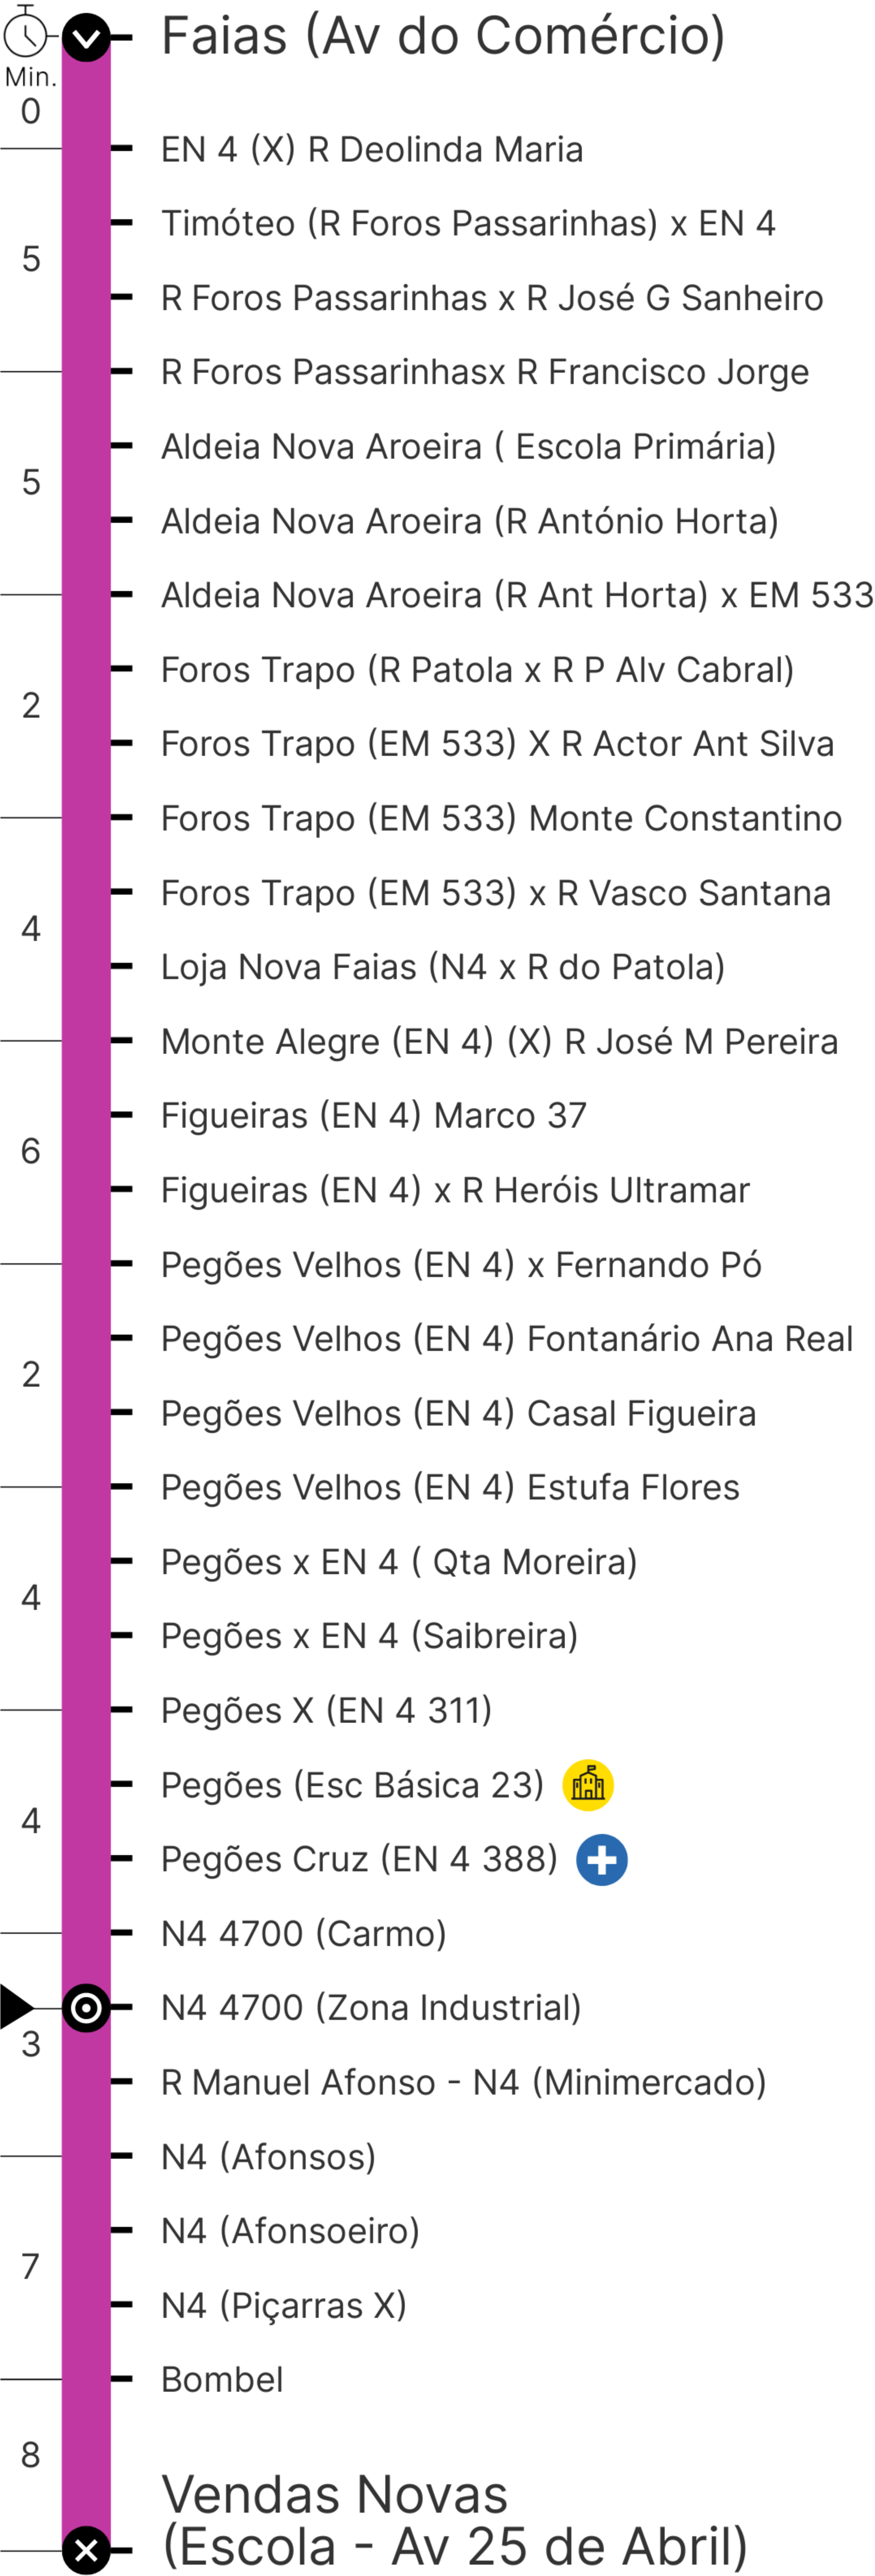 Faias (Av do Comércio)
Min.
0
EN 4 (X) R Deolinda Maria
Timóteo (R Foros Passarinhas) x EN 4
5
R Foros Passarinhas x R José G Sanheiro
R Foros Passarinhasx R Francisco Jorge
Aldeia Nova Aroeira ( Escola Primária)
5
Aldeia Nova Aroeira (R António Horta)
Aldeia Nova Aroeira (R Ant Horta) x EM 533
Foros Trapo (R Patola x R P Alv Cabral)
2
Foros Trapo (EM 533) X R Actor Ant Silva
Foros Trapo (EM 533) Monte Constantino
Foros Trapo (EM 533) x R Vasco Santana
4
Loja Nova Faias (N4 x R do Patola)
Monte Alegre (EN 4) (X) R José M Pereira
Figueiras (EN 4) Marco 37
6
Figueiras (EN 4) x R Heróis Ultramar
Pegões Velhos (EN 4) x Fernando Pó
Pegões Velhos (EN 4) Fontanário Ana Real
2
Pegões Velhos (EN 4) Casal Figueira
Pegões Velhos (EN 4) Estufa Flores
Pegões x EN 4 ( Qta Moreira)
4
Pegões x EN 4 (Saibreira)
Pegões X (EN 4 311)
Pegões (Esc Básica 23)
4
Pegões Cruz (EN 4 388)
N4 4700 (Carmo)
N4 4700 (Zona Industrial)
3
R Manuel Afonso - N4 (Minimercado)
N4 (Afonsos)
N4 (Afonsoeiro)
7
N4 (Piçarras X)
Bombel
8
Vendas Novas
(Escola - Av 25 de Abril)